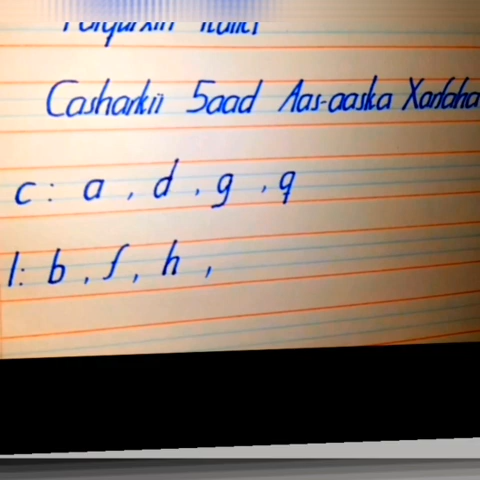 Casharkii 5aad Aas-aaska Xarfaha
c: a, d, g, q
l: b, f, h,